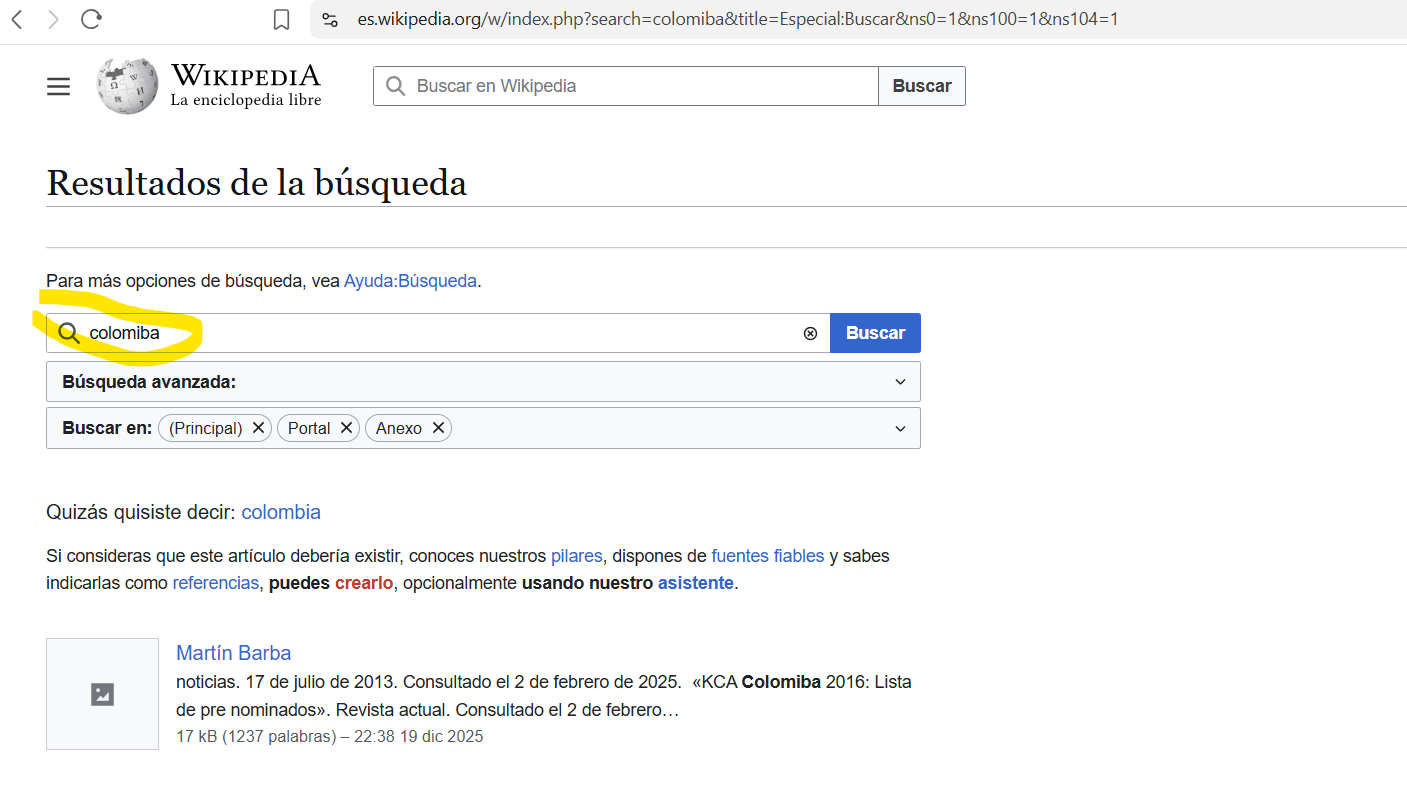 es.wikipedia.org/w/index.php?search=colomiba&title=Especial:Buscar&ns0=1&ns100=1&ns104=1
WIKIPEDIA
La enciclopedia libre
Buscar en Wikipedia
Buscar
Resultados de la búsqueda
Para más opciones de búsqueda, vea Ayuda:Búsqueda.
colomiba
Buscar
Búsqueda avanzada:
Buscar en: (Principal) Portal Anexo
Quizás quisiste decir: colombia
Si consideras que este artículo debería existir, conoces nuestros pilares, dispones de fuentes fiables y sabes
indicarlas como referencias, puedes crearlo, opcionalmente usando nuestro asistente.
Martín Barba
noticias. 17 de julio de 2013. Consultado el 2 de febrero de 2025. «KCA Colomiba 2016: Lista
de pre nominados». Revista actual. Consultado el 2 de febrero…
17 kB (1237 palabras) – 22:38 19 dic 2025